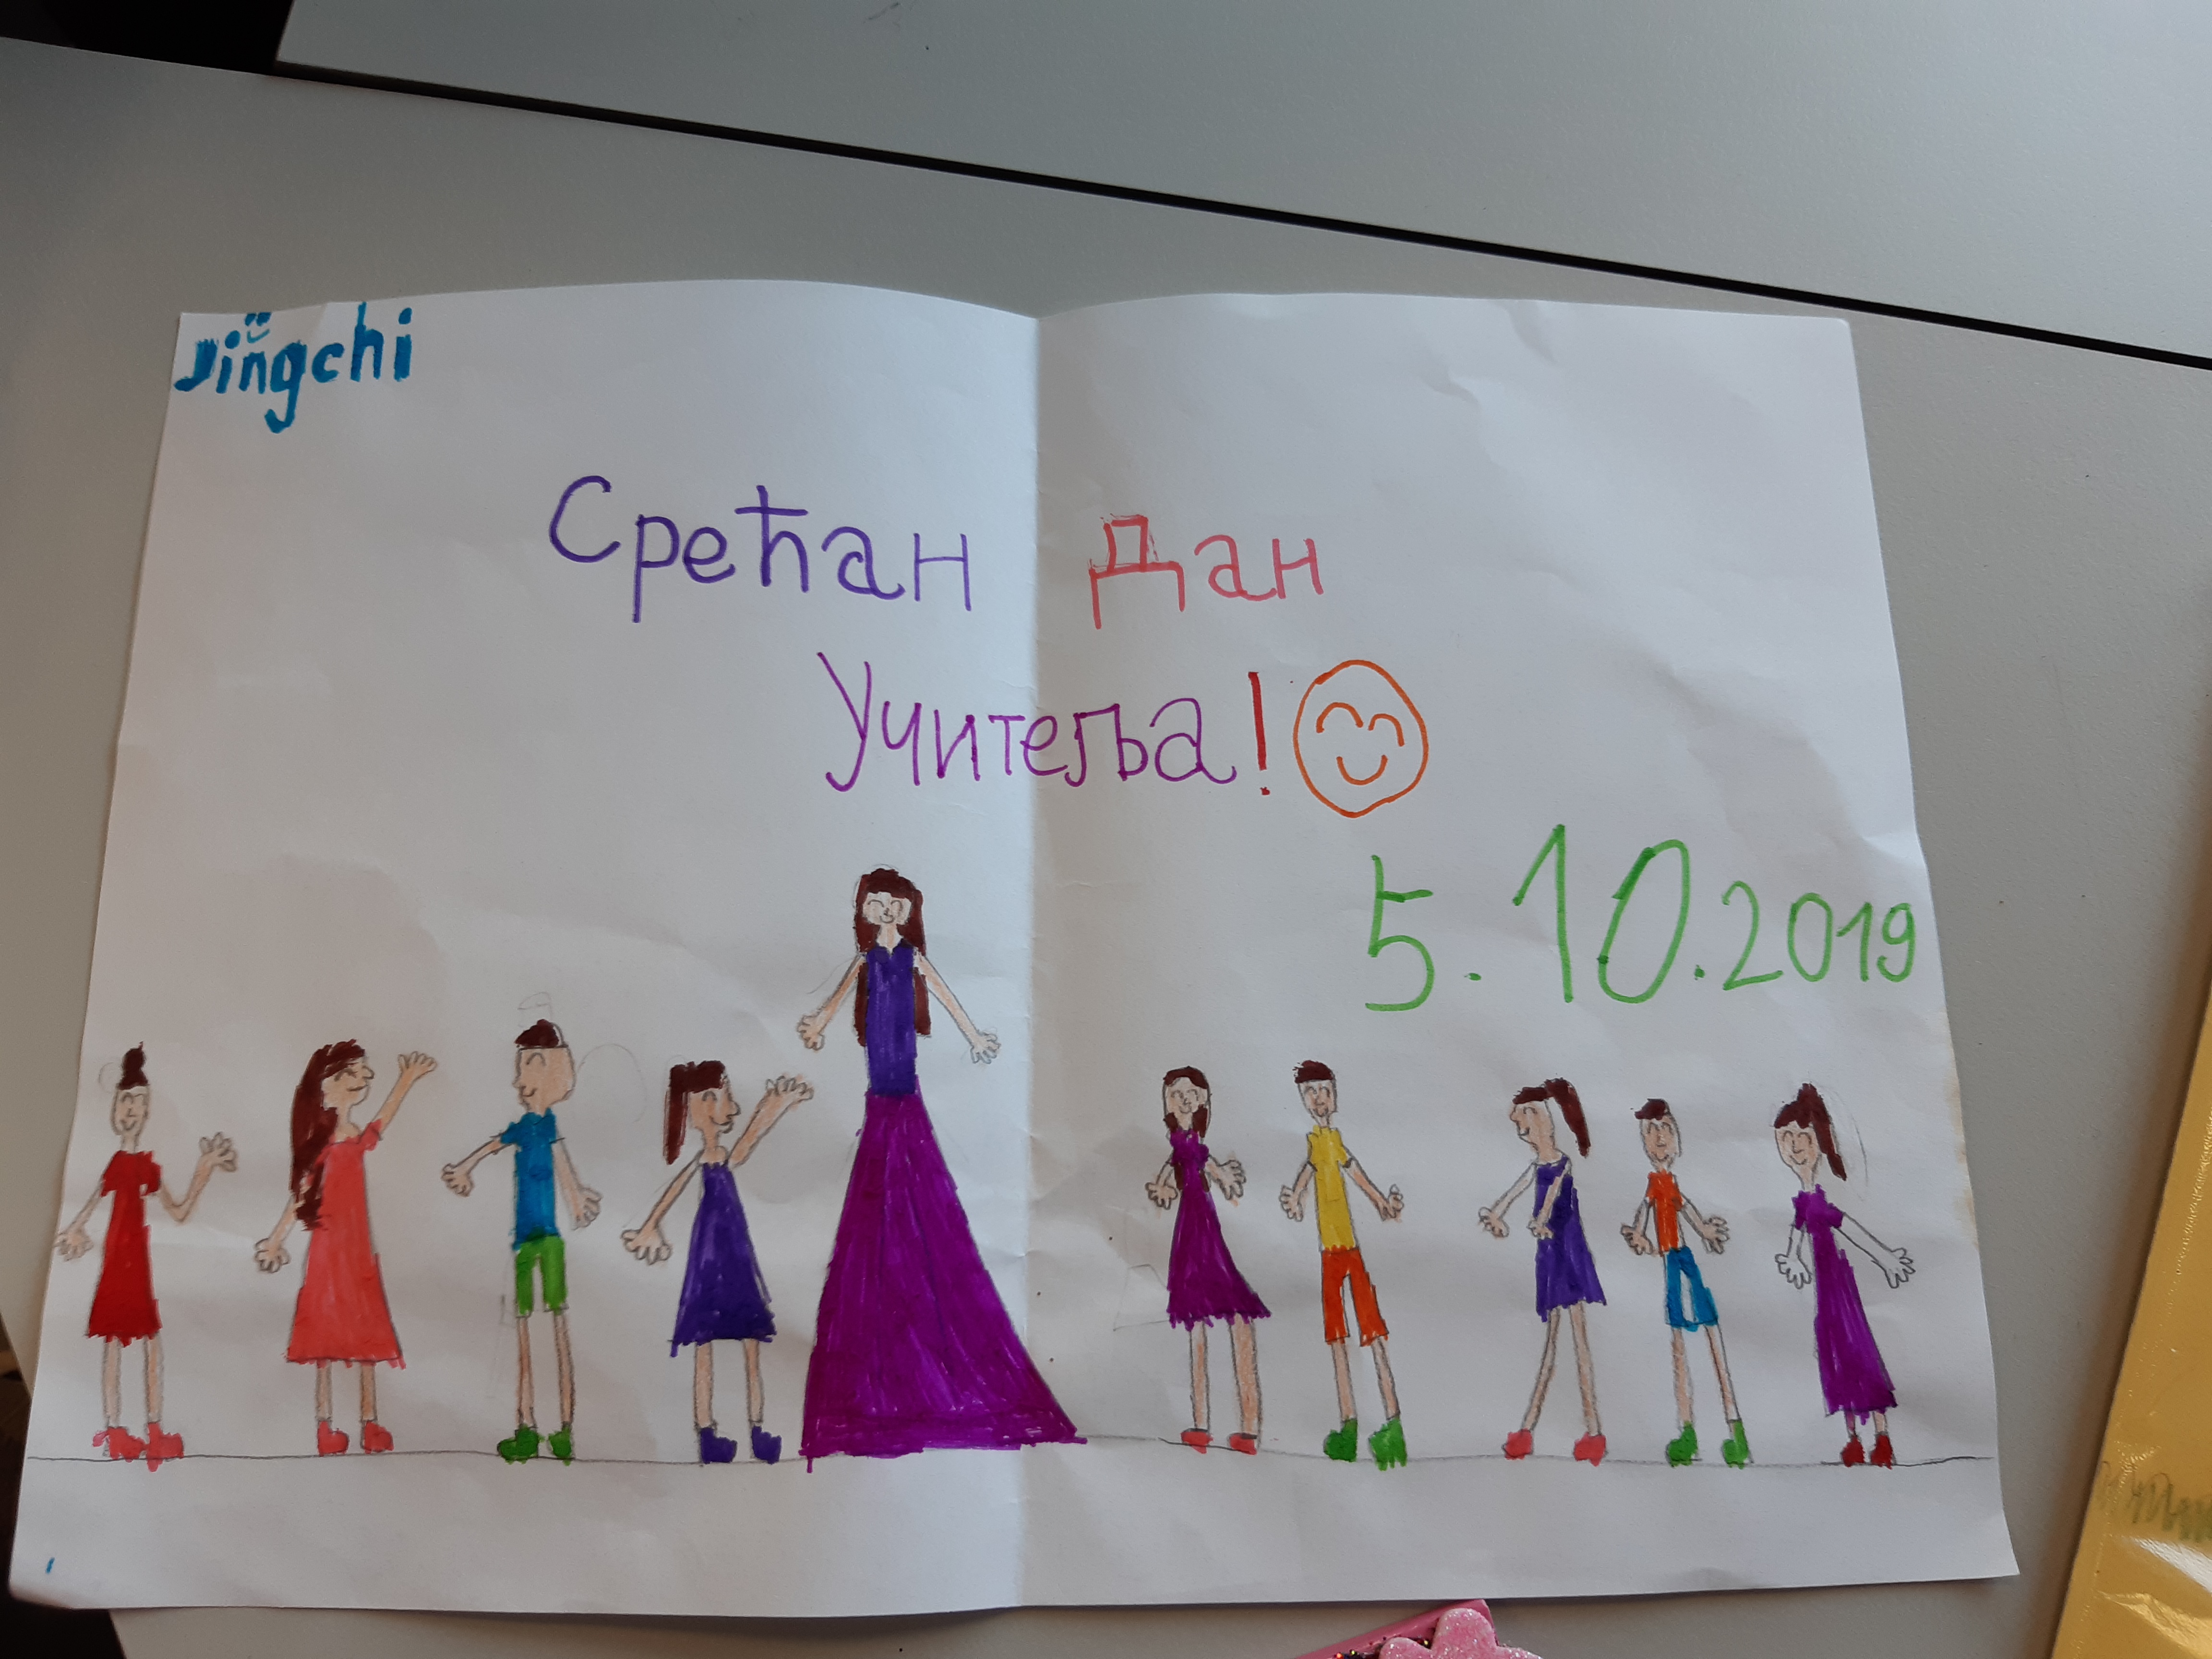 Jingchi
Срећан Дан
Учитеља!
5.10.2019